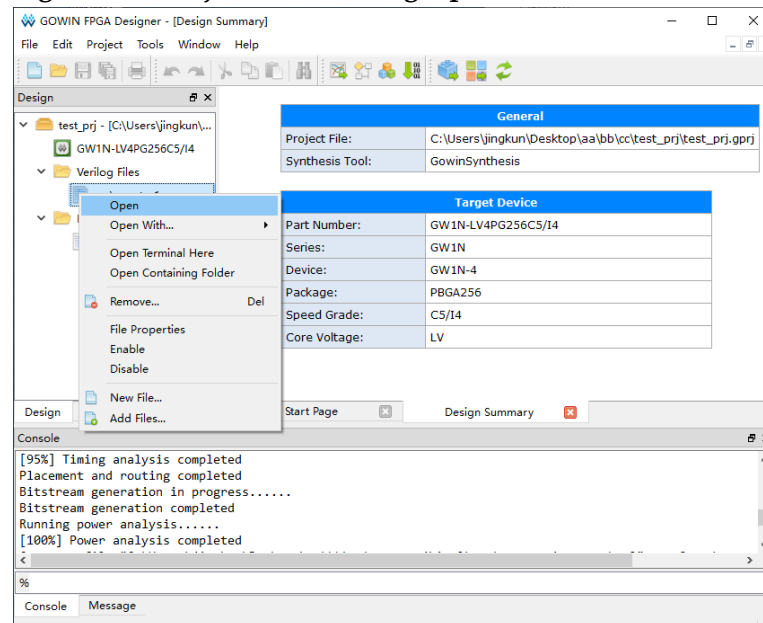 GOWIN FPGA Designer - [Design Summary]
File Edit Project Tools Window Help
Design
test_prj - [C:\Users\jingkun\...
GW1N-LV4PG256C5/I4
Verilog Files
Open
Open With...
Open Terminal Here
Open Containing Folder
Remove... Del
File Properties
Enable
Disable
New File...
Add Files...
General
Project File: C:\Users\jingkun\Desktop\aa\bb\cc\test_prj\test_prj.gprj
Synthesis Tool: GowinSynthesis
Target Device
Part Number: GW1N-LV4PG256C5/I4
Series: GW1N
Device: GW1N-4
Package: PBGA256
Speed Grade: C5/I4
Core Voltage: LV
Design
Start Page
Design Summary
Console
[95%] Timing analysis completed
Placement and routing completed
Bitstream generation in progress......
Bitstream generation completed
Running power analysis......
[100%] Power analysis completed
%
Console Message